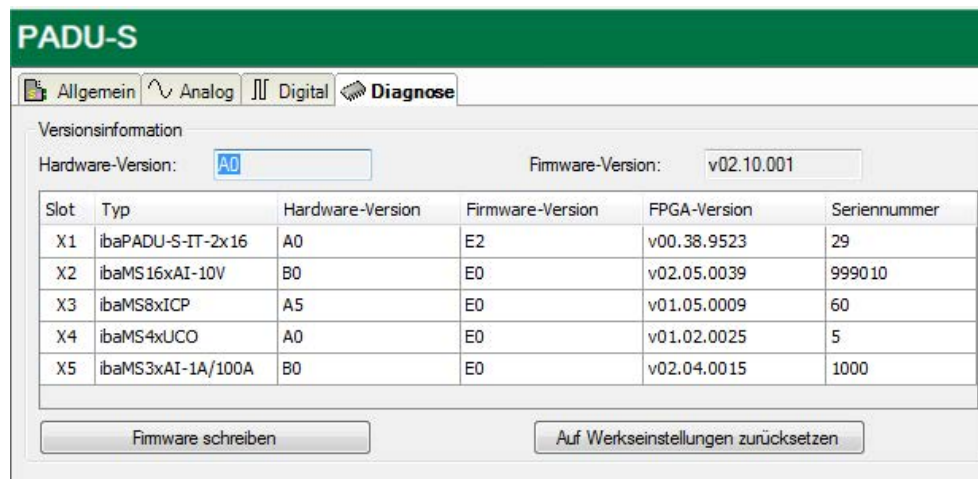 PADU-S
Allgemein Analog Digital Diagnose
Versionsinformation
Hardware-Version: A0 Firmware-Version: v02.10.001
Slot Typ Hardware-Version Firmware-Version FPGA-Version Seriennummer
X1 ibaPADU-S-IT-2x16 A0 E2 v00.38.9523 29
X2 ibaMS16xAI-10V B0 E0 v02.05.0039 999010
X3 ibaMS8xICP A5 E0 v01.05.0009 60
X4 ibaMS4xUCO A0 E0 v01.02.0025 5
X5 ibaMS3xAI-1A/100A B0 E0 v02.04.0015 1000
Firmware schreiben Auf Werkseinstellungen zurücksetzen